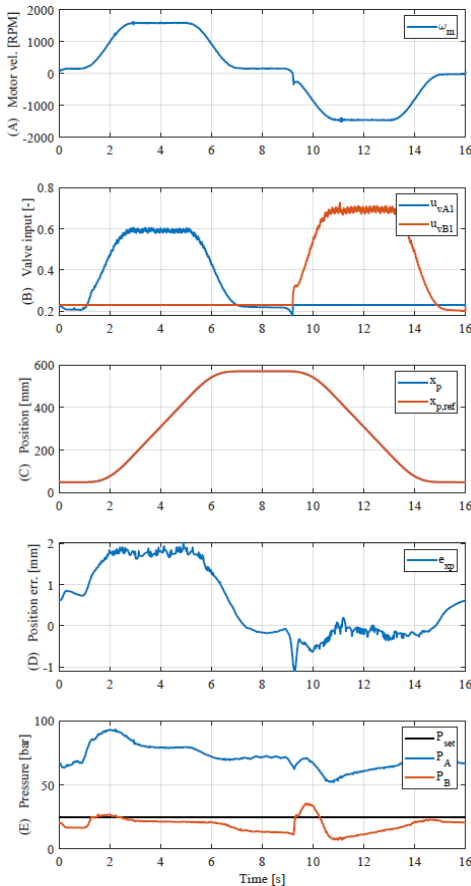 (A) Motor vel. [RPM]
2000
1000
0
-1000
-2000
ω_m
0 2 4 6 8 10 12 14 16
(B) Valve input [-]
0.8
0.6
0.4
0.2
u_vA1
u_vB1
0 2 4 6 8 10 12 14 16
(C) Position [mm]
600
400
200
0
x_p
x_p,ref
0 2 4 6 8 10 12 14 16
(D) Position err. [mm]
2
1
0
-1
e_xp
0 2 4 6 8 10 12 14 16
(E) Pressure [bar]
100
50
0
P_set
P_A
P_B
0 2 4 6 8 10 12 14 16
Time [s]